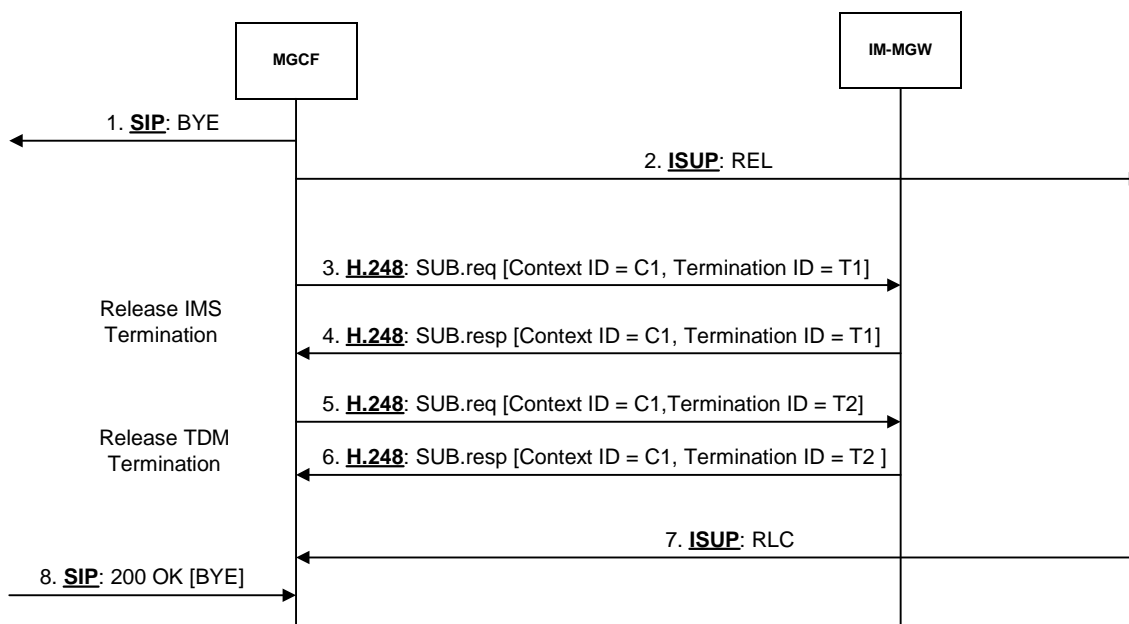 MGCF
IM-MGW
1. SIP: BYE
2. ISUP: REL
3. H.248: SUB.req [Context ID = C1, Termination ID = T1]
Release IMS
Termination
4. H.248: SUB.resp [Context ID = C1, Termination ID = T1]
5. H.248: SUB.req [Context ID = C1,Termination ID = T2]
Release TDM
Termination
6. H.248: SUB.resp [Context ID = C1, Termination ID = T2 ]
7. ISUP: RLC
8. SIP: 200 OK [BYE]